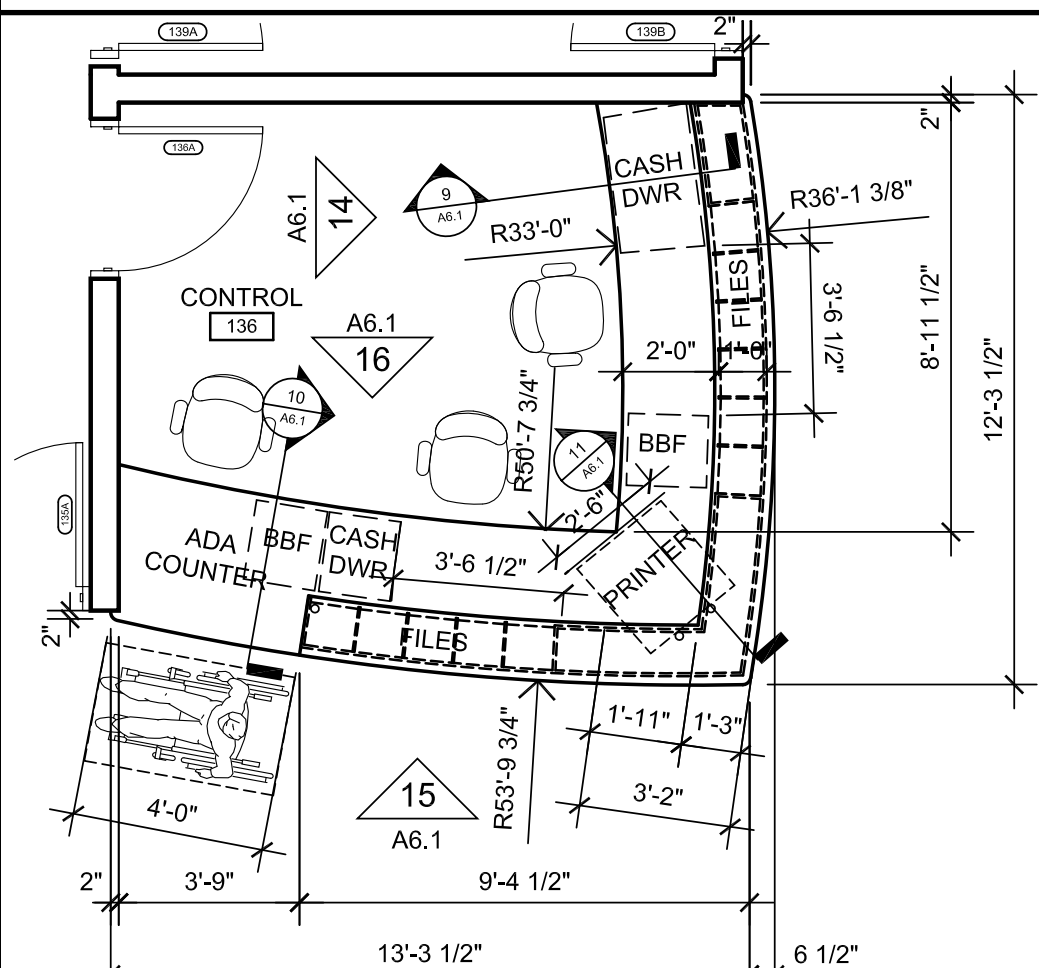 139A
139B
2"
136A
2"
CASH
DWR
9
A6.1
14
A6.1
R36'-1 3/8"
R33'-0"
FILES
3'-6 1/2"
8'-11 1/2"
12'-3 1/2"
CONTROL
136
A6.1
16
2'-0"
1'-0"
10
A6.1
R50'-7 3/4"
BBF
11
A6.1
2'-6"
135A
ADA
COUNTER
BBF
CASH
DWR
3'-6 1/2"
PRINTER
FILES
2"
1'-11"
1'-3"
R53'-9 3/4"
3'-2"
4'-0"
15
A6.1
2"
3'-9"
9'-4 1/2"
13'-3 1/2"
6 1/2"